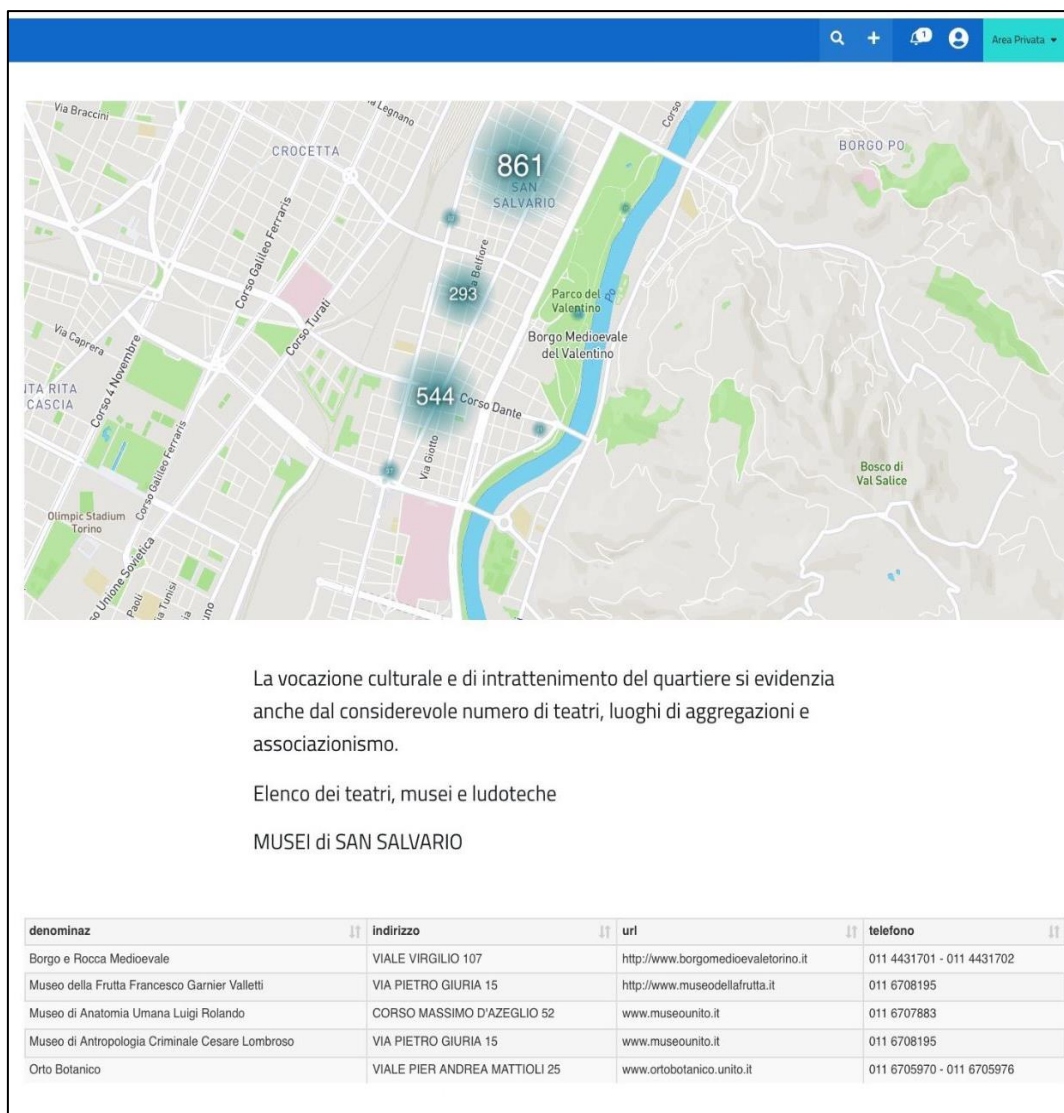 1
Area Privata
Via Braccini
Legnano
Corso
CROCETTA
BORGO PO
861
SAN
SALVARIO
Corso Galileo Ferraris
Belfiore
293
Parco del
Valentino
Po
Corso Turati
Borgo Medioevale
del Valentino
Via Caprera
Corso 4 Novembre
TA RITA
CASCIA
544
Corso Dante
Via Giotto
Corso Galileo Ferraris
Bosco di
Val Salice
Olimpic Stadium
Torino
so Unione Sovietica
Paoli
ia Tunisi
uno
La vocazione culturale e di intrattenimento del quartiere si evidenzia
anche dal considerevole numero di teatri, luoghi di aggregazioni e
associazionismo.
Elenco dei teatri, musei e ludoteche
MUSEI di SAN SALVARIO
denominaz indirizzo url telefono
Borgo e Rocca Medioevale VIALE VIRGILIO 107 http://www.borgomedioevaletorino.it 011 4431701 - 011 4431702
Museo della Frutta Francesco Garnier Valletti VIA PIETRO GIURIA 15 http://www.museodellafrutta.it 011 6708195
Museo di Anatomia Umana Luigi Rolando CORSO MASSIMO D'AZEGLIO 52 www.museounito.it 011 6707883
Museo di Antropologia Criminale Cesare Lombroso VIA PIETRO GIURIA 15 www.museounito.it 011 6708195
Orto Botanico VIALE PIER ANDREA MATTIOLI 25 www.ortobotanico.unito.it 011 6705970 - 011 6705976